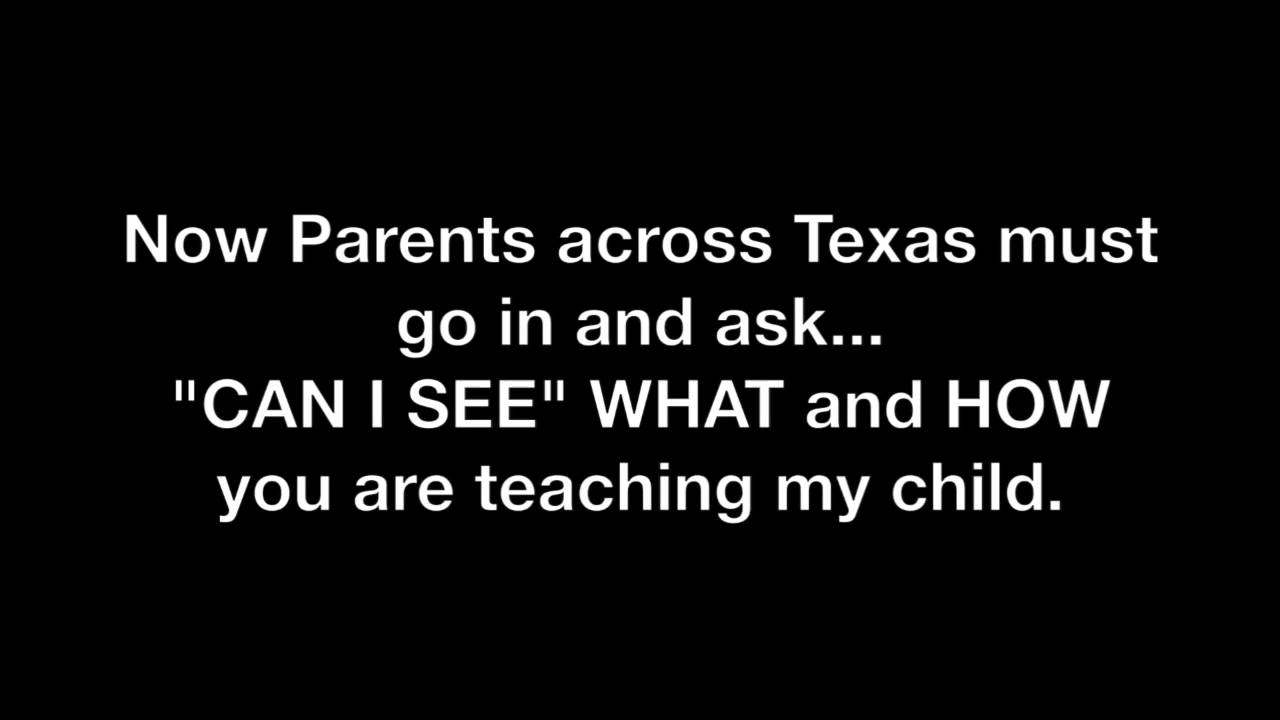 Now Parents across Texas must
go in and ask...
"CAN I SEE" WHAT and HOW
you are teaching my child.